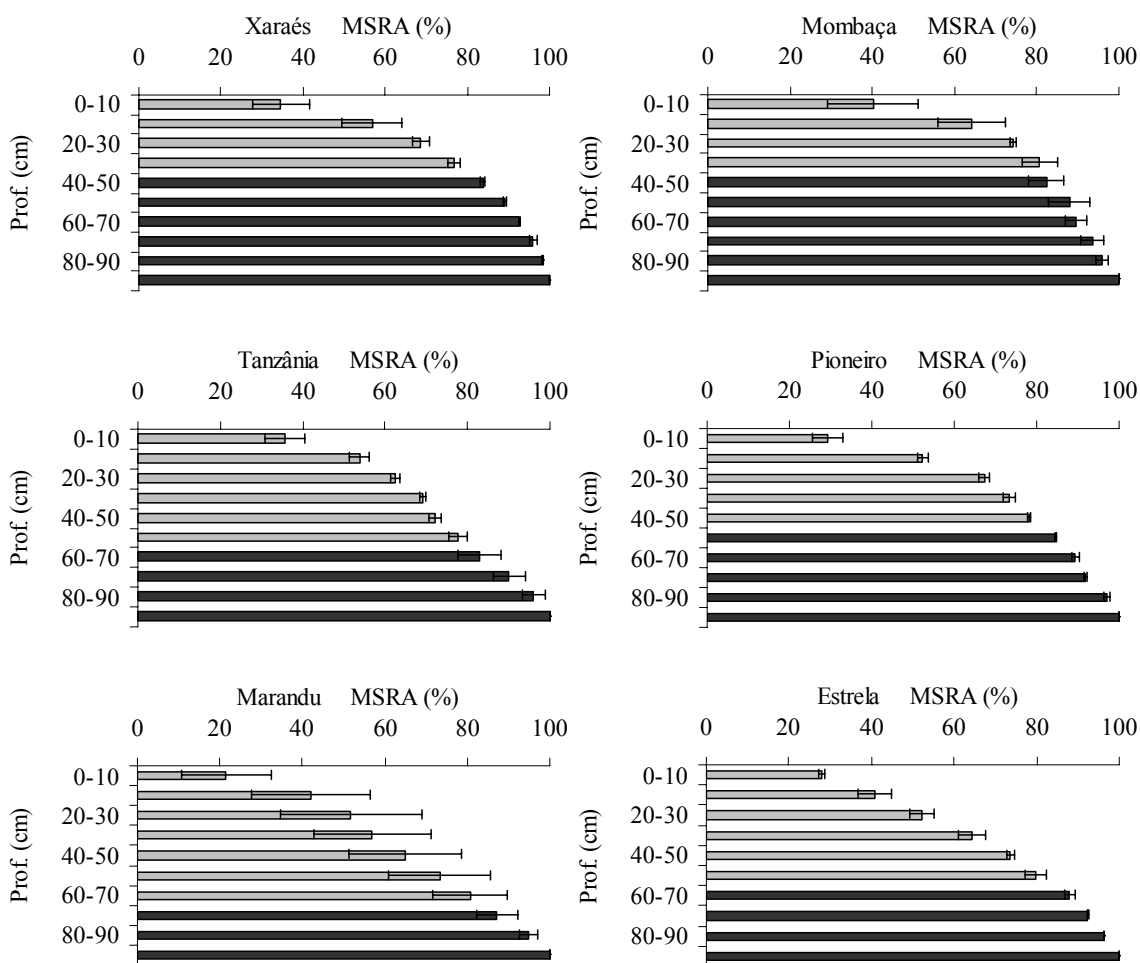 Xaraés MSRA (%)
0 20 40 60 80 100
Prof. (cm)
0-10
20-30
40-50
60-70
80-90
Mombaça MSRA (%)
0 20 40 60 80 100
Prof. (cm)
0-10
20-30
40-50
60-70
80-90
Tanzânia MSRA (%)
0 20 40 60 80 100
Prof. (cm)
0-10
20-30
40-50
60-70
80-90
Pioneiro MSRA (%)
0 20 40 60 80 100
Prof. (cm)
0-10
20-30
40-50
60-70
80-90
Marandu MSRA (%)
0 20 40 60 80 100
Prof. (cm)
0-10
20-30
40-50
60-70
80-90
Estrela MSRA (%)
0 20 40 60 80 100
Prof. (cm)
0-10
20-30
40-50
60-70
80-90